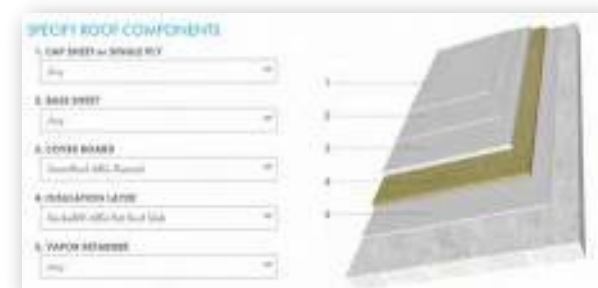 SPECIFY ROOF COMPONENTS
1. CAP SHEET or SINGLE PLY
Any
2. BASE SHEET
Any
3. COVER BOARD
4. INSULATION LAYER
5. VAPOR RETARDER
Any
1
2
3
4
5